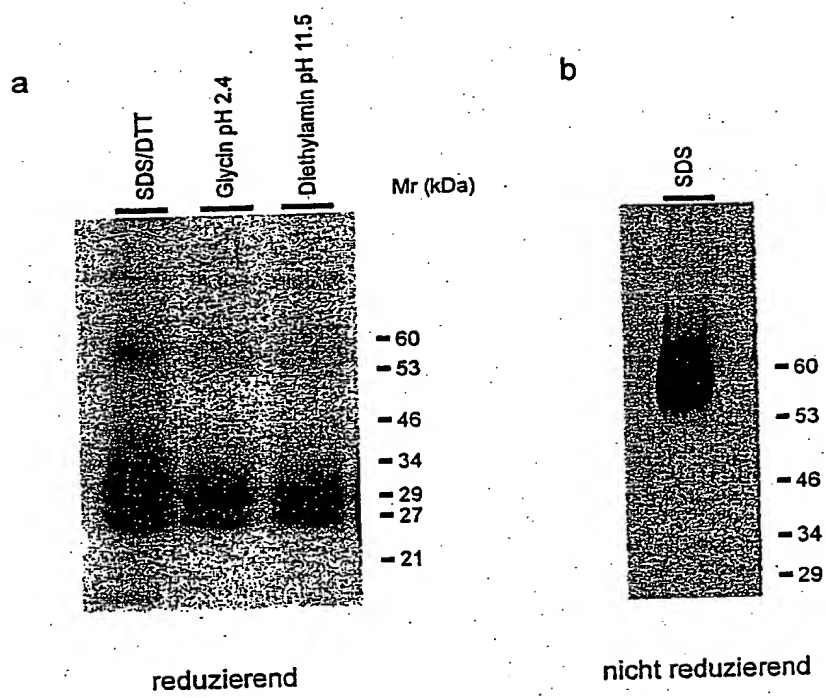 a
SDS/DTT
Glycin pH 2.4
Diethylamin pH 11.5
Mr (kDa)
60
53
46
34
29
27
21
reduzierend
b
SDS
60
53
46
34
29
nicht reduzierend